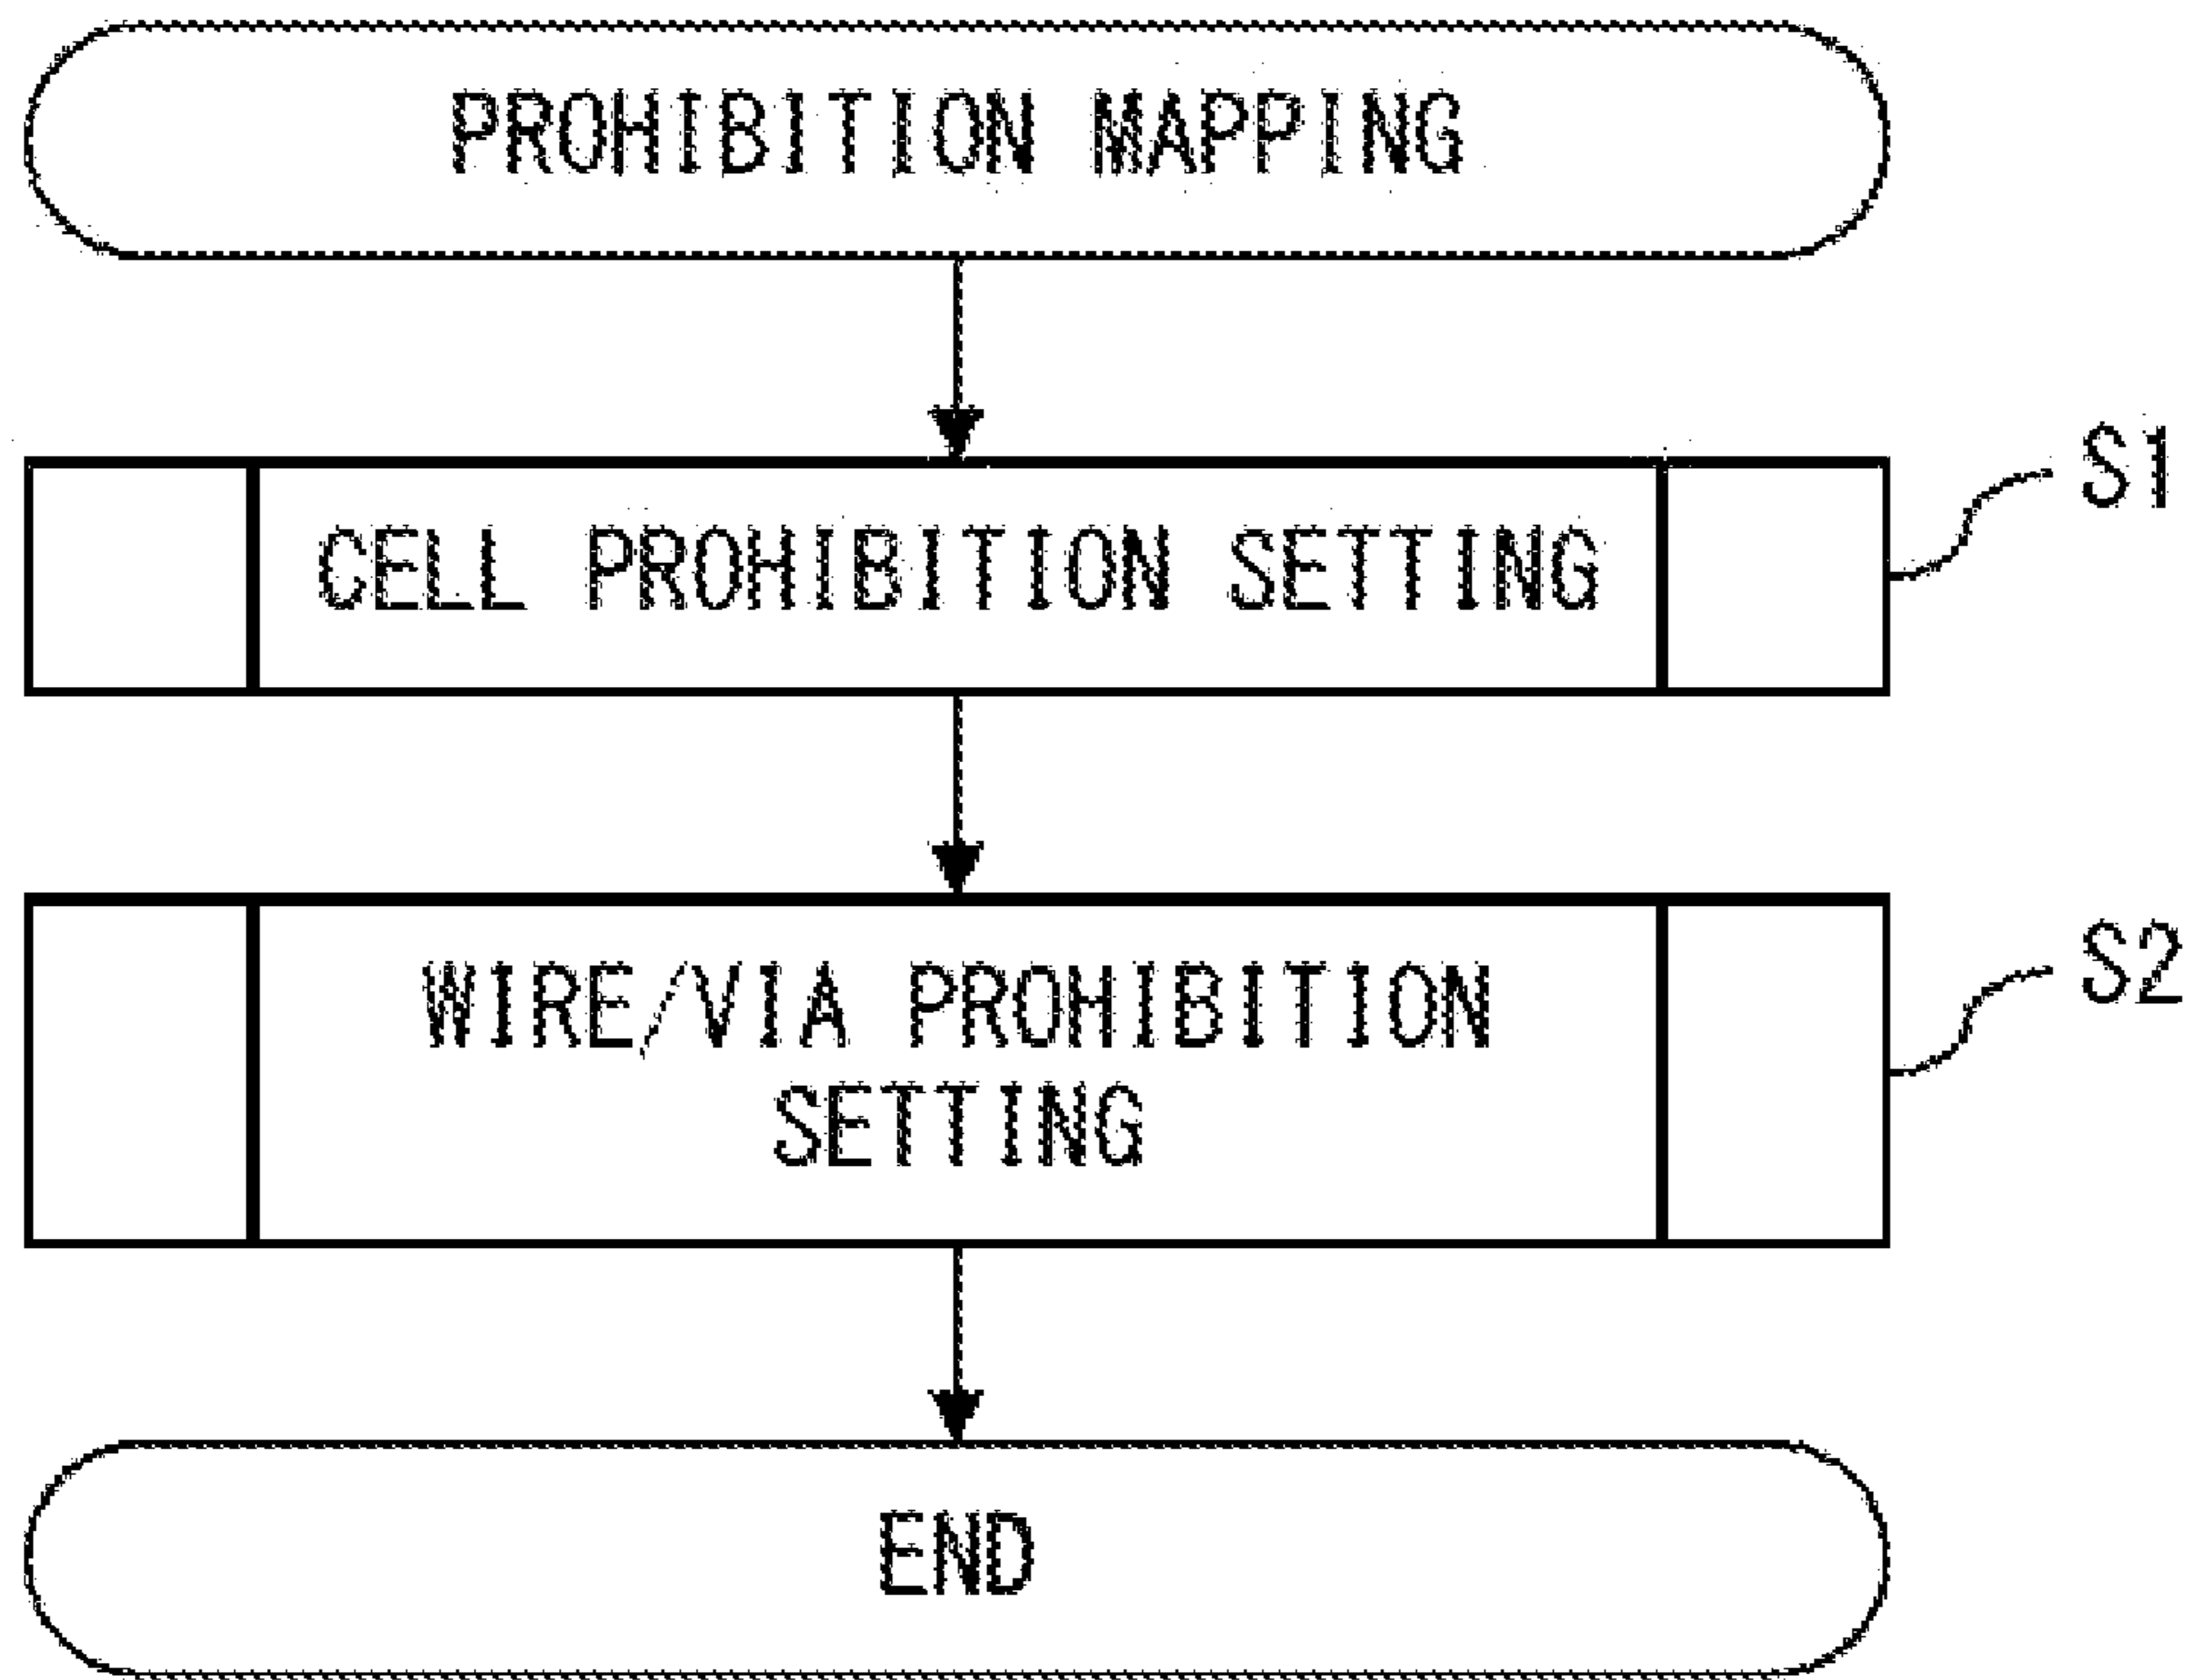 PROHIBITION MAPPING
CELL PROHIBITION SETTING
S1
WIRE/VIA PROHIBITION
SETTING
S2
END